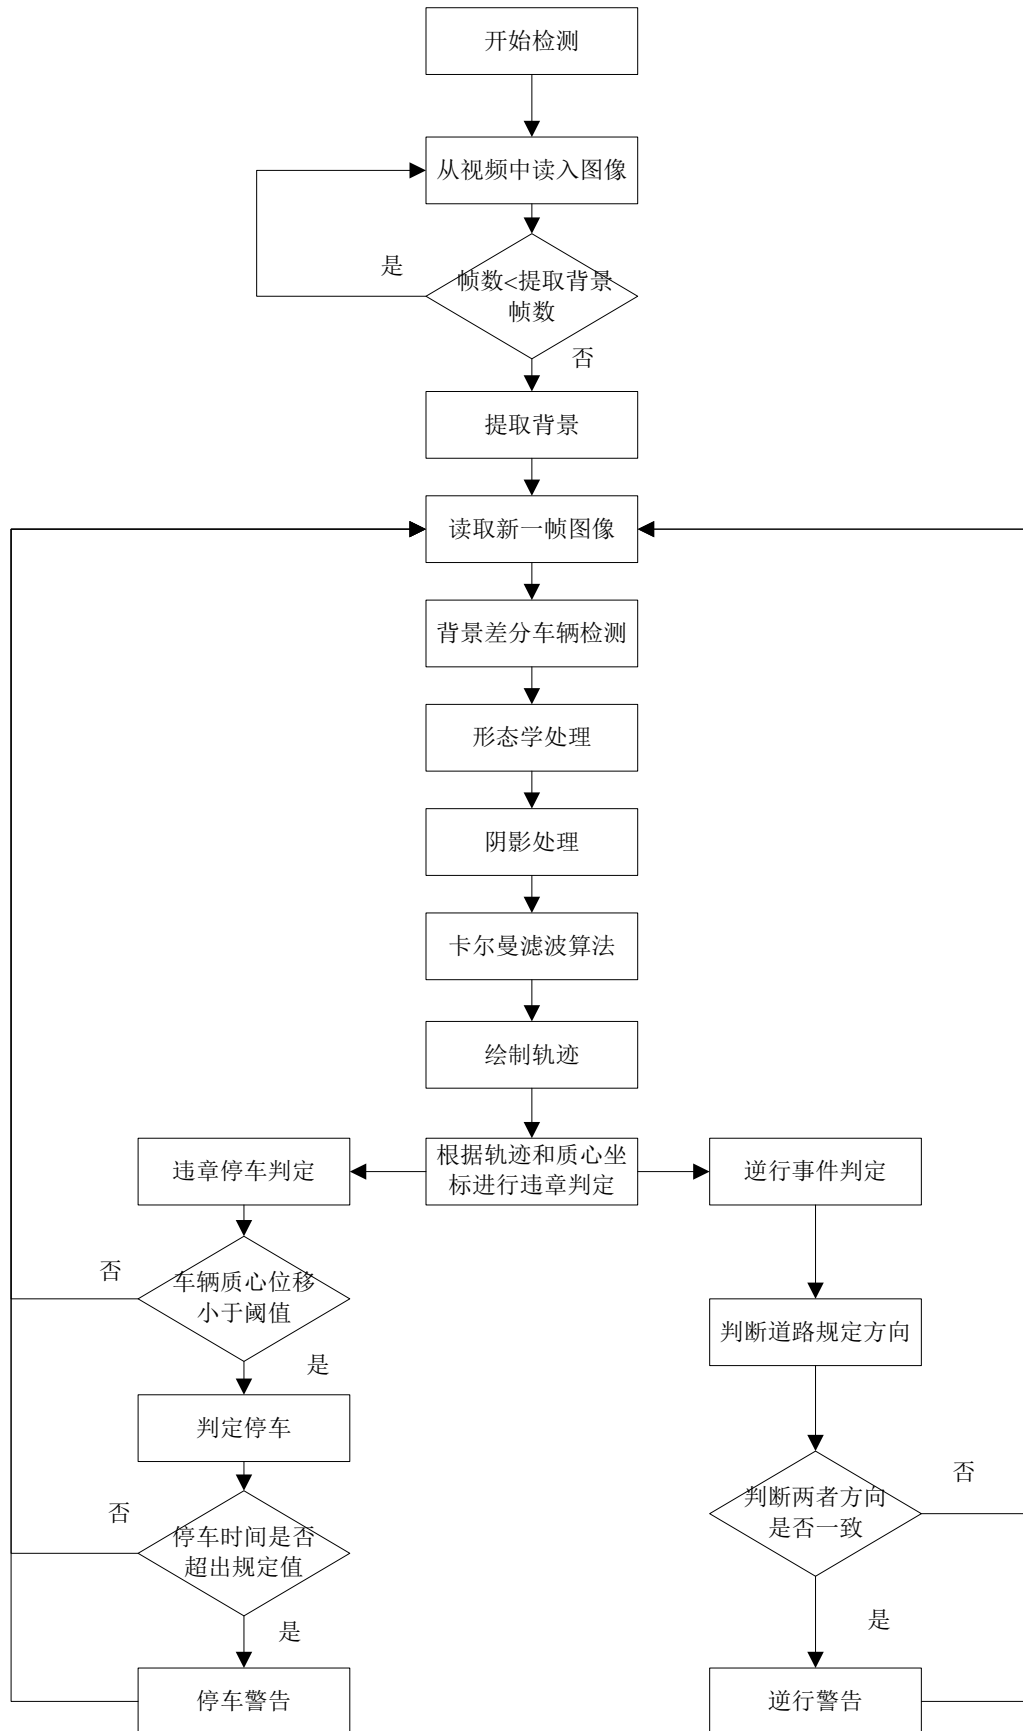 开始检测
从视频中读入图像
是
帧数<提取背景
帧数
否
提取背景
读取新一帧图像
背景差分车辆检测
形态学处理
阴影处理
卡尔曼滤波算法
绘制轨迹
违章停车判定
根据轨迹和质心坐
标进行违章判定
逆行事件判定
否
车辆质心位移
小于阈值
是
判断道路规定方向
判定停车
否
停车时间是否
超出规定值
是
判断两者方向
是否一致
否
是
停车警告
逆行警告